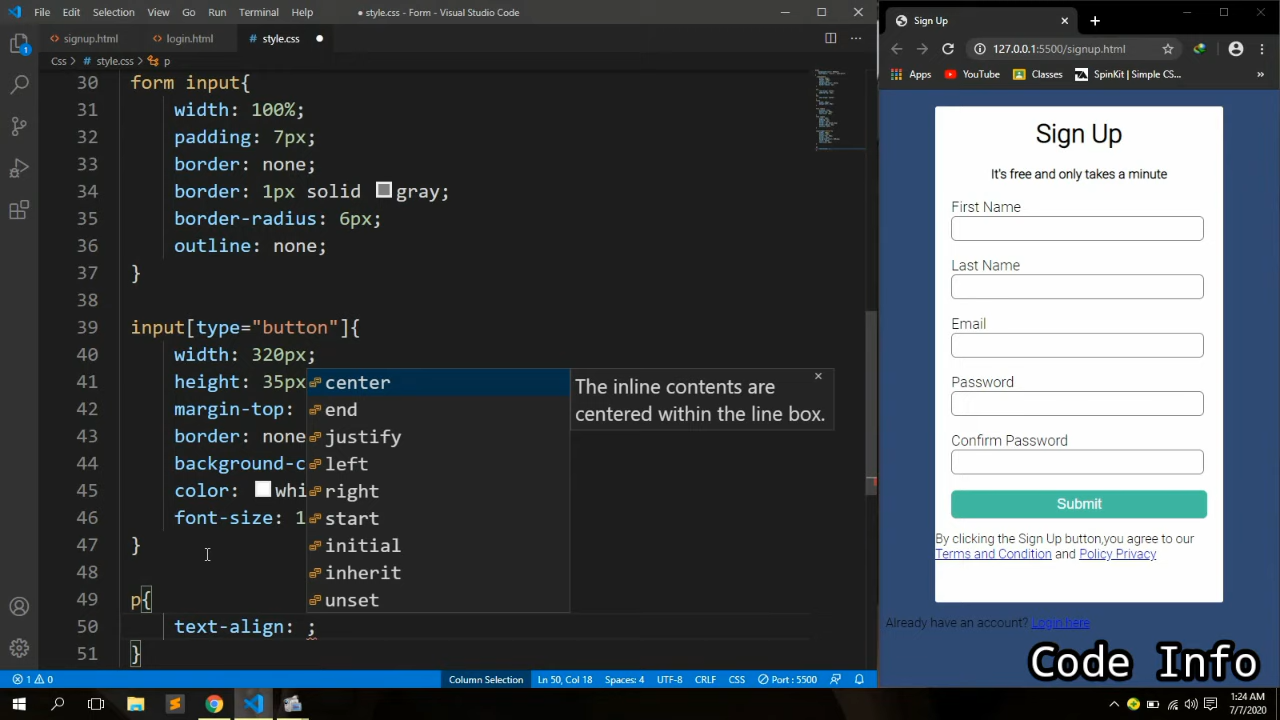 File Edit Selection View Go Run Terminal Help
● style.css - Form - Visual Studio Code
signup.html
login.html
style.css ●
Css > style.css > p
30 form input{
31 width: 100%;
32 padding: 7px;
33 border: none;
34 border: 1px solid gray;
35 border-radius: 6px;
36 outline: none;
37 }
38
39 input[type="button"]{
40 width: 320px;
41 height: 35px
42 margin-top:
43 border: none
44 background-c
45 color: whi
46 font-size: 1
47 }
48
49 p{
50 text-align: ;
51 }
center
end
justify
left
right
start
initial
inherit
unset
The inline contents are
centered within the line box.
1
1 0
Column Selection
Ln 50, Col 18
Spaces: 4
UTF-8
CRLF
CSS
Port : 5500
Sign Up
127.0.0.1:5500/signup.html
Apps
YouTube
Classes
SpinKit | Simple CS...
Sign Up
It's free and only takes a minute
First Name
Last Name
Email
Password
Confirm Password
Submit
By clicking the Sign Up button,you agree to our
Terms and Condition and Policy Privacy
Already have an account? Login here
Code Info
1:24 AM
7/7/2020